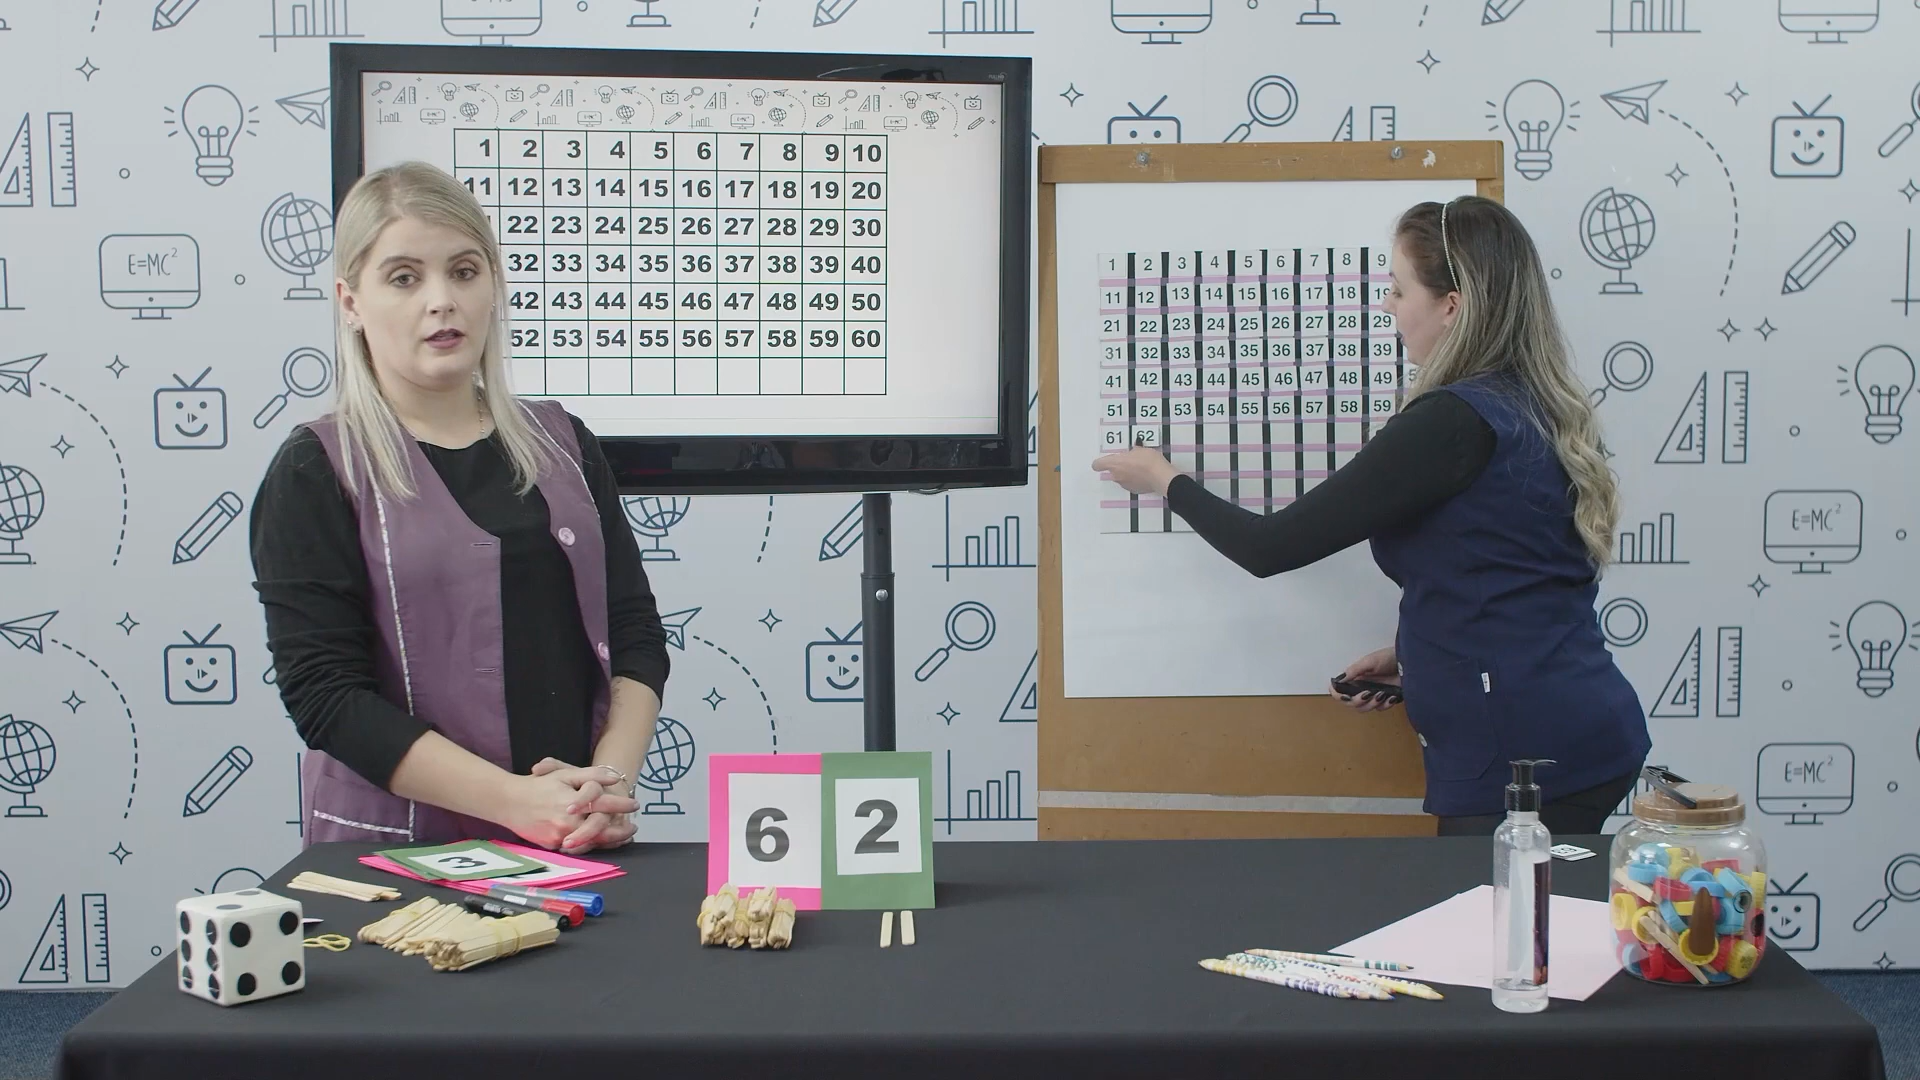 1 2 3 4 5 6 7 8 9 10
11 12 13 14 15 16 17 18 19 20
22 23 24 25 26 27 28 29 30
32 33 34 35 36 37 38 39 40
42 43 44 45 46 47 48 49 50
52 53 54 55 56 57 58 59 60
1 2 3 4 5 6 7 8 9
11 12 13 14 15 16 17 18 19
21 22 23 24 25 26 27 28 29
31 32 33 34 35 36 37 38 39
41 42 43 44 45 46 47 48 49
51 52 53 54 55 56 57 58 59
61 62
E=MC²
E=MC²
E=MC²
6 2
3